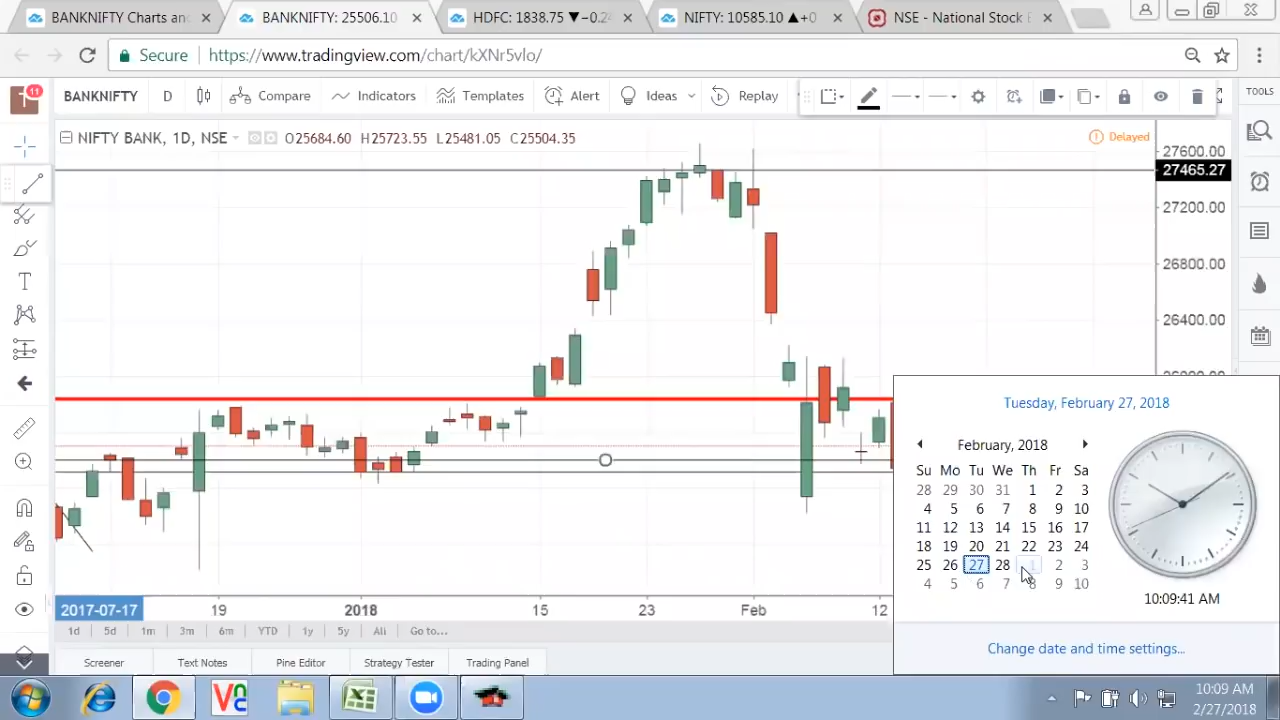 BANKNIFTY Charts an
BANKNIFTY: 25506.10
HDFC: 1838.75 ▼−0.2
NIFTY: 10585.10 ▲+0
NSE - National Stock E
Secure
https://www.tradingview.com/chart/kXNr5vlo/
BANKNIFTY D Compare Indicators Templates Alert Ideas Replay
TOOLS
11
NIFTY BANK, 1D, NSE O25684.60 H25723.55 L25481.05 C25504.35
Delayed
27600.00
27465.27
27200.00
26800.00
26400.00
Tuesday, February 27, 2018
February, 2018
Su Mo Tu We Th Fr Sa
28 29 30 31 1 2 3
4 5 6 7 8 9 10
11 12 13 14 15 16 17
18 19 20 21 22 23 24
25 26 27 28 1 2 3
4 5 6 7 8 9 10
10:09:41 AM
Change date and time settings...
2017-07-17 19 2018 15 23 Feb 12
1d 5d 1m 3m 6m YTD 1y 5y All Go to...
Screener Text Notes Pine Editor Strategy Tester Trading Panel
10:09 AM
2/27/2018